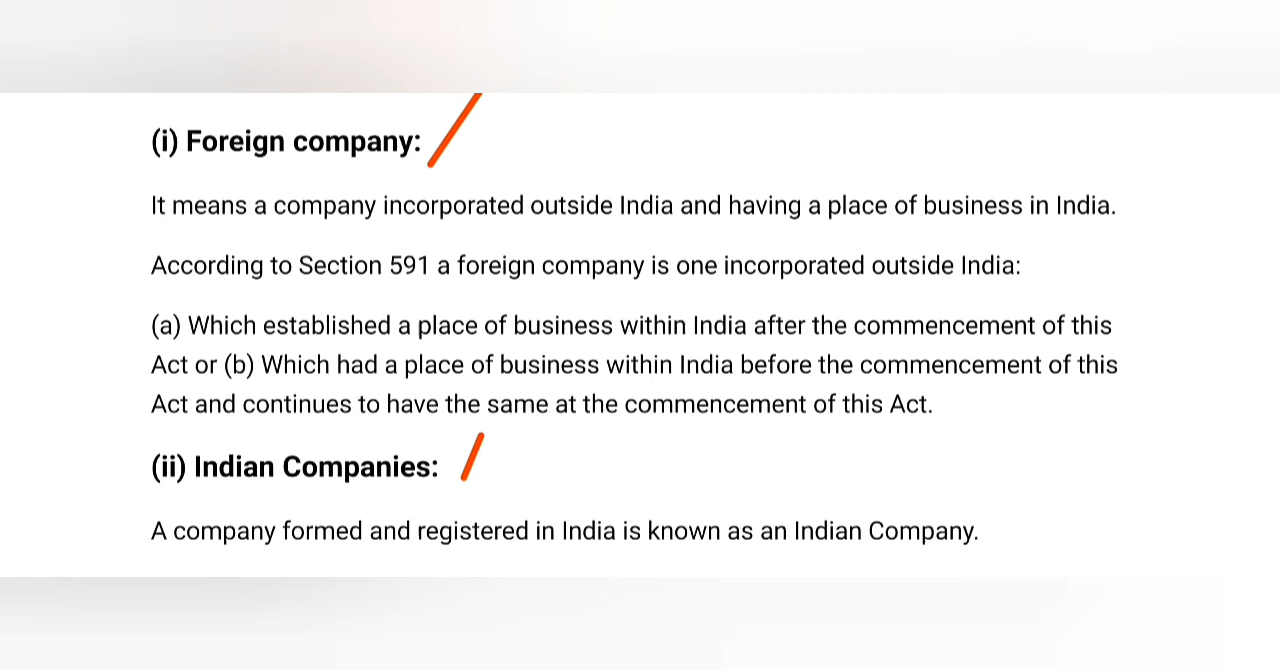 (i) Foreign company:
It means a company incorporated outside India and having a place of business in India.
According to Section 591 a foreign company is one incorporated outside India:
(a) Which established a place of business within India after the commencement of this
Act or (b) Which had a place of business within India before the commencement of this
Act and continues to have the same at the commencement of this Act.
(ii) Indian Companies:
A company formed and registered in India is known as an Indian Company.